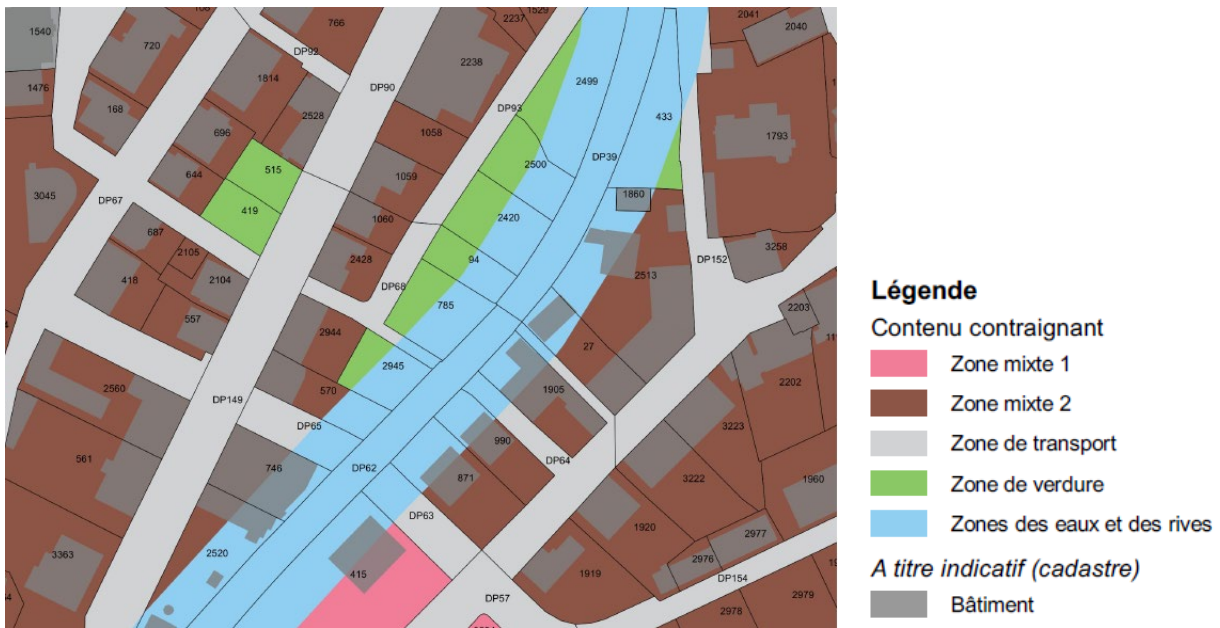 106
766
2237
1529
2041
2040
1540
720
DP92
2238
2499
1814
DP90
1476
168
2528
DP93
433
696
1058
1793
515
DP39
644
1059
2500
3045
419
1860
DP67
1060
2420
687
2105
2428
94
3258
418
2104
DP68
2513
DP152
557
785
2203
2944
27
2560
2945
570
1905
2202
DP149
DP65
3223
990
561
746
DP62
DP64
871
3222
1960
DP63
1920
2520
2977
3363
415
2976
1919
DP154
DP57
2979
2978
Légende
Contenu contraignant
Zone mixte 1
Zone mixte 2
Zone de transport
Zone de verdure
Zones des eaux et des rives
A titre indicatif (cadastre)
Bâtiment